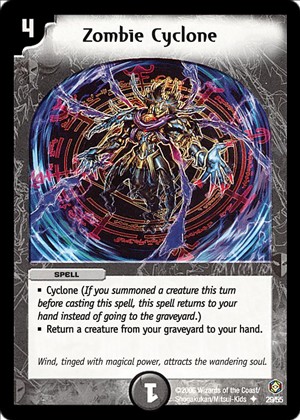 4
Zombie Cyclone
SPELL
▪ Cyclone (If you summoned a creature this turn
before casting this spell, this spell returns to your
hand instead of going to the graveyard.)
▪ Return a creature from your graveyard to your hand.
Wind, tinged with magical power, attracts the wandering soul.
1
©2006 Wizards of the Coast/
Shogakukan/Mitsui-Kids
29/55